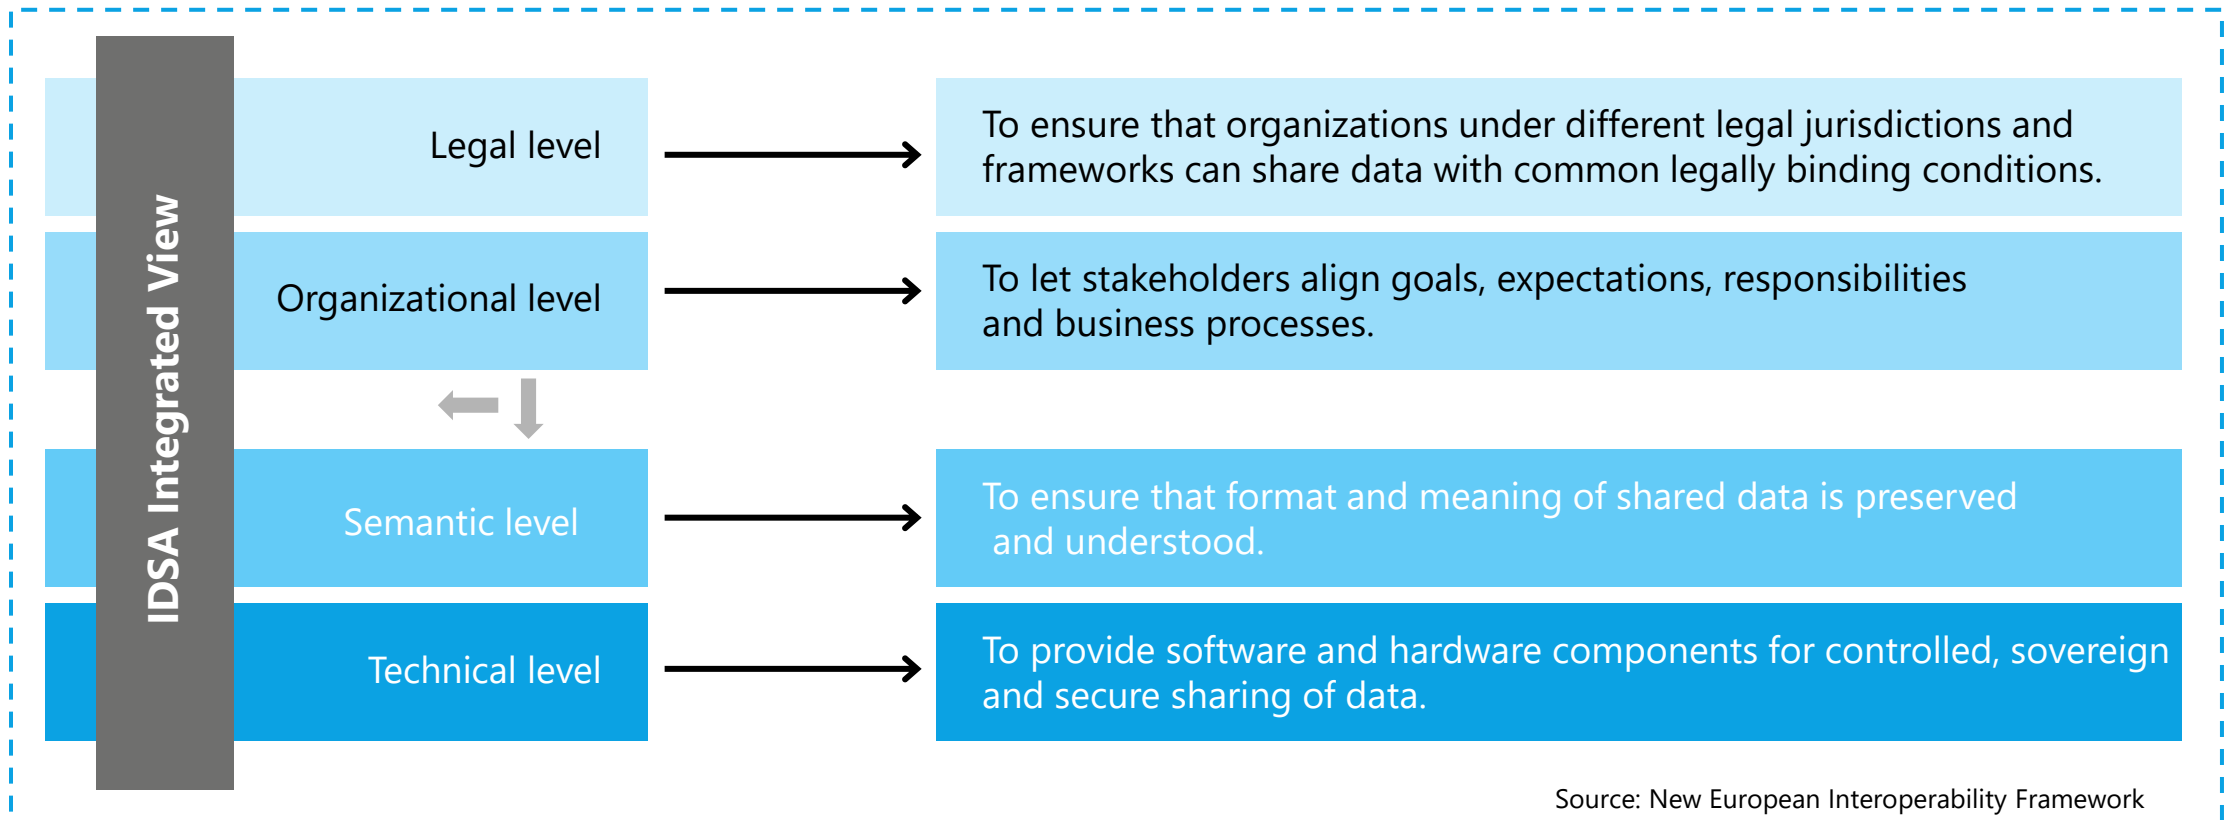 IDSA Integrated View
Legal level
To ensure that organizations under different legal jurisdictions and
frameworks can share data with common legally binding conditions.
Organizational level
To let stakeholders align goals, expectations, responsibilities
and business processes.
Semantic level
To ensure that format and meaning of shared data is preserved
and understood.
Technical level
To provide software and hardware components for controlled, sovereign
and secure sharing of data.
Source: New European Interoperability Framework